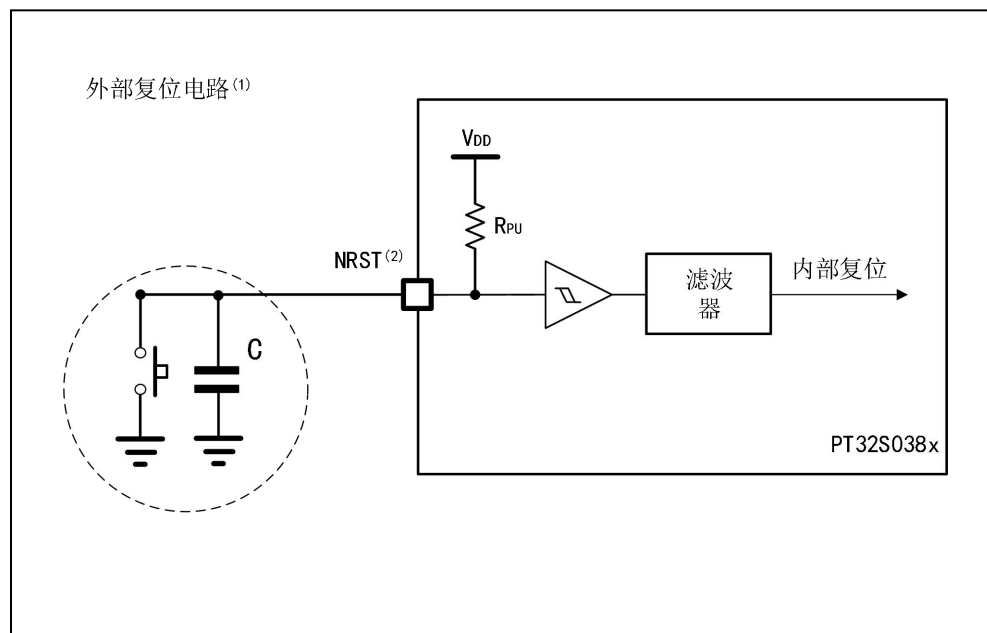 外部复位电路(1)
VDD
RPU
NRST(2)
滤波
器
内部复位
C
PT32S038x